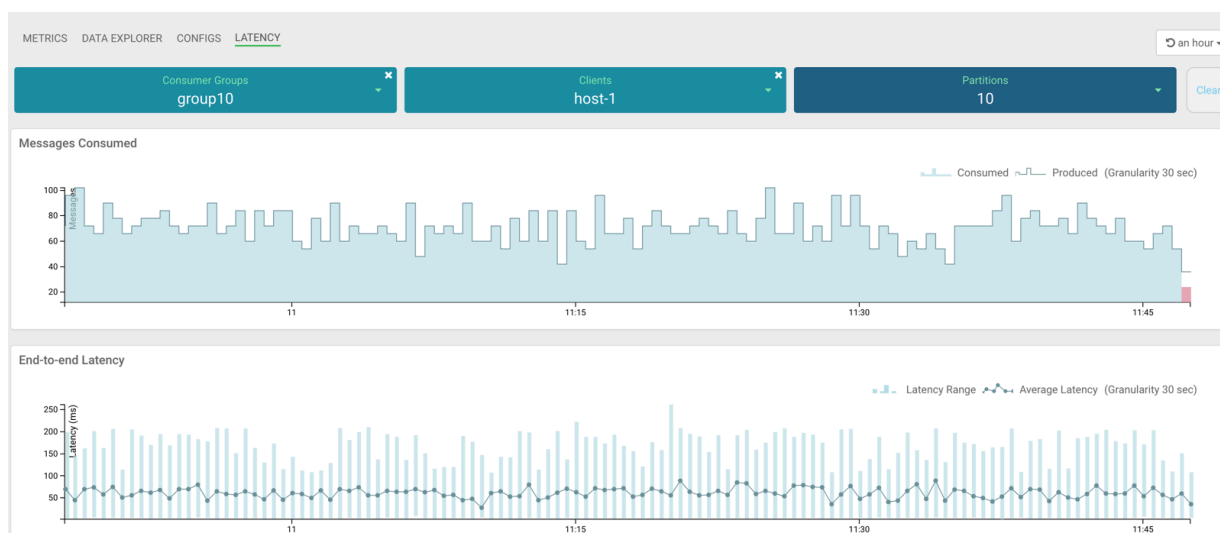 METRICS DATA EXPLORER CONFIGS LATENCY
an hour
Consumer Groups
group10
Clients
host-1
Partitions
10
Clear
Messages Consumed
Consumed Produced (Granularity 30 sec)
Messages
100
80
60
40
20
11 11:15 11:30 11:45
End-to-end Latency
Latency Range Average Latency (Granularity 30 sec)
Latency (ms)
250
200
150
100
50
11 11:15 11:30 11:45